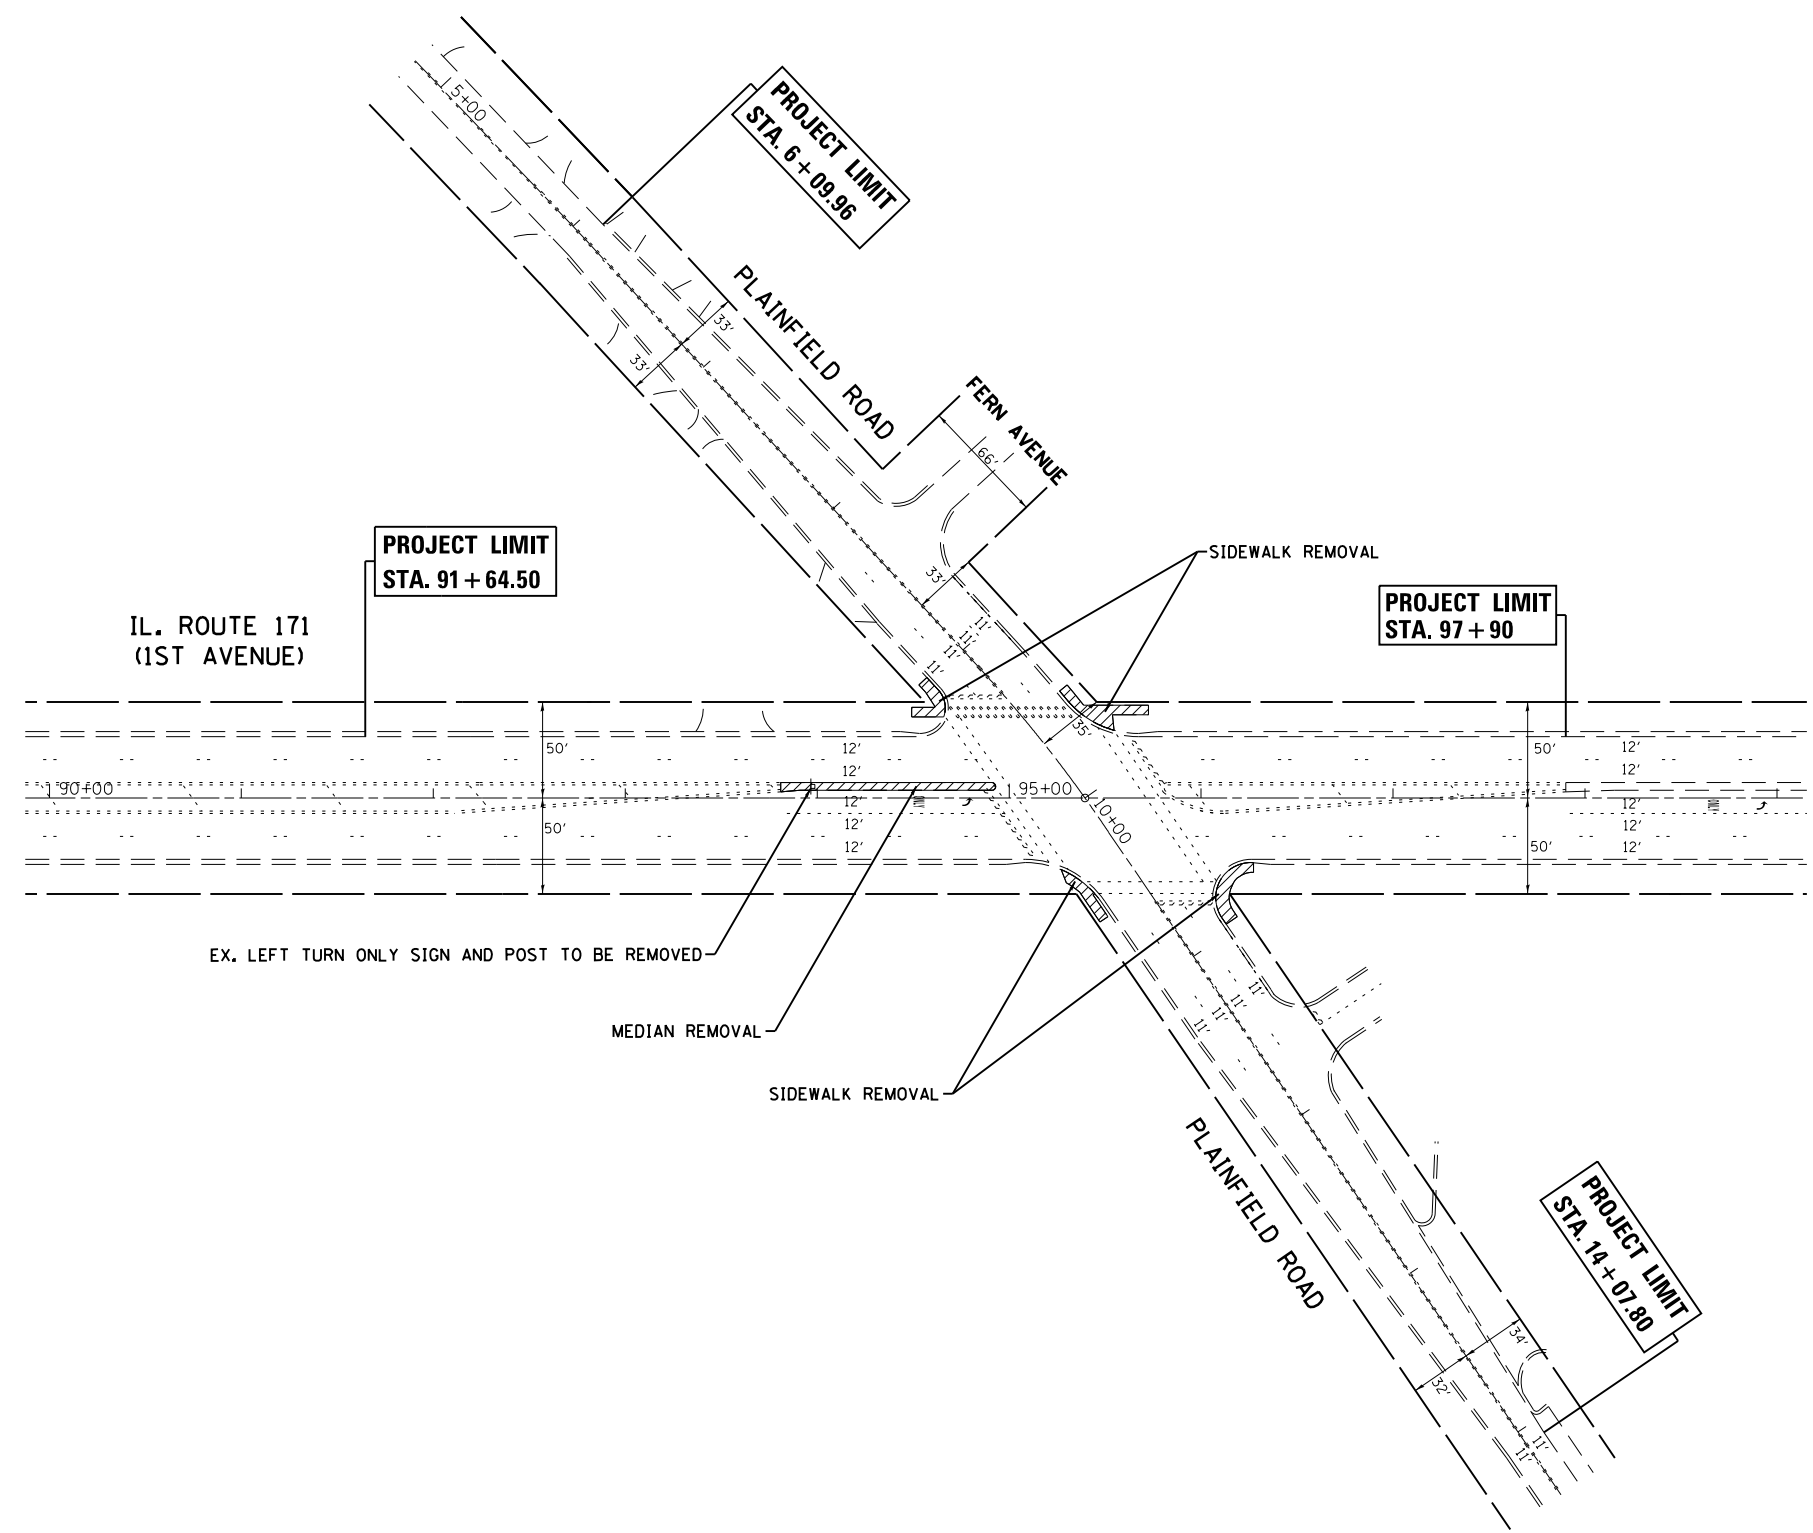 5+00
PROJECT LIMIT
STA. 6+09.96
PLAINFIELD ROAD
33'
33'
FERN AVENUE
66'
PROJECT LIMIT
STA. 91+64.50
SIDEWALK REMOVAL
33'
PROJECT LIMIT
STA. 97+90
IL. ROUTE 171
(1ST AVENUE)
11'
11'
11'
11'
35'
50'
12'
12'
50'
12'
12'
90+00
95+00
10+00
50'
12'
12'
12'
50'
12'
12'
12'
EX. LEFT TURN ONLY SIGN AND POST TO BE REMOVED
MEDIAN REMOVAL
11'
11'
11'
11'
SIDEWALK REMOVAL
PLAINFIELD ROAD
PROJECT LIMIT
STA. 14+07.80
34'
32'
11'
11'